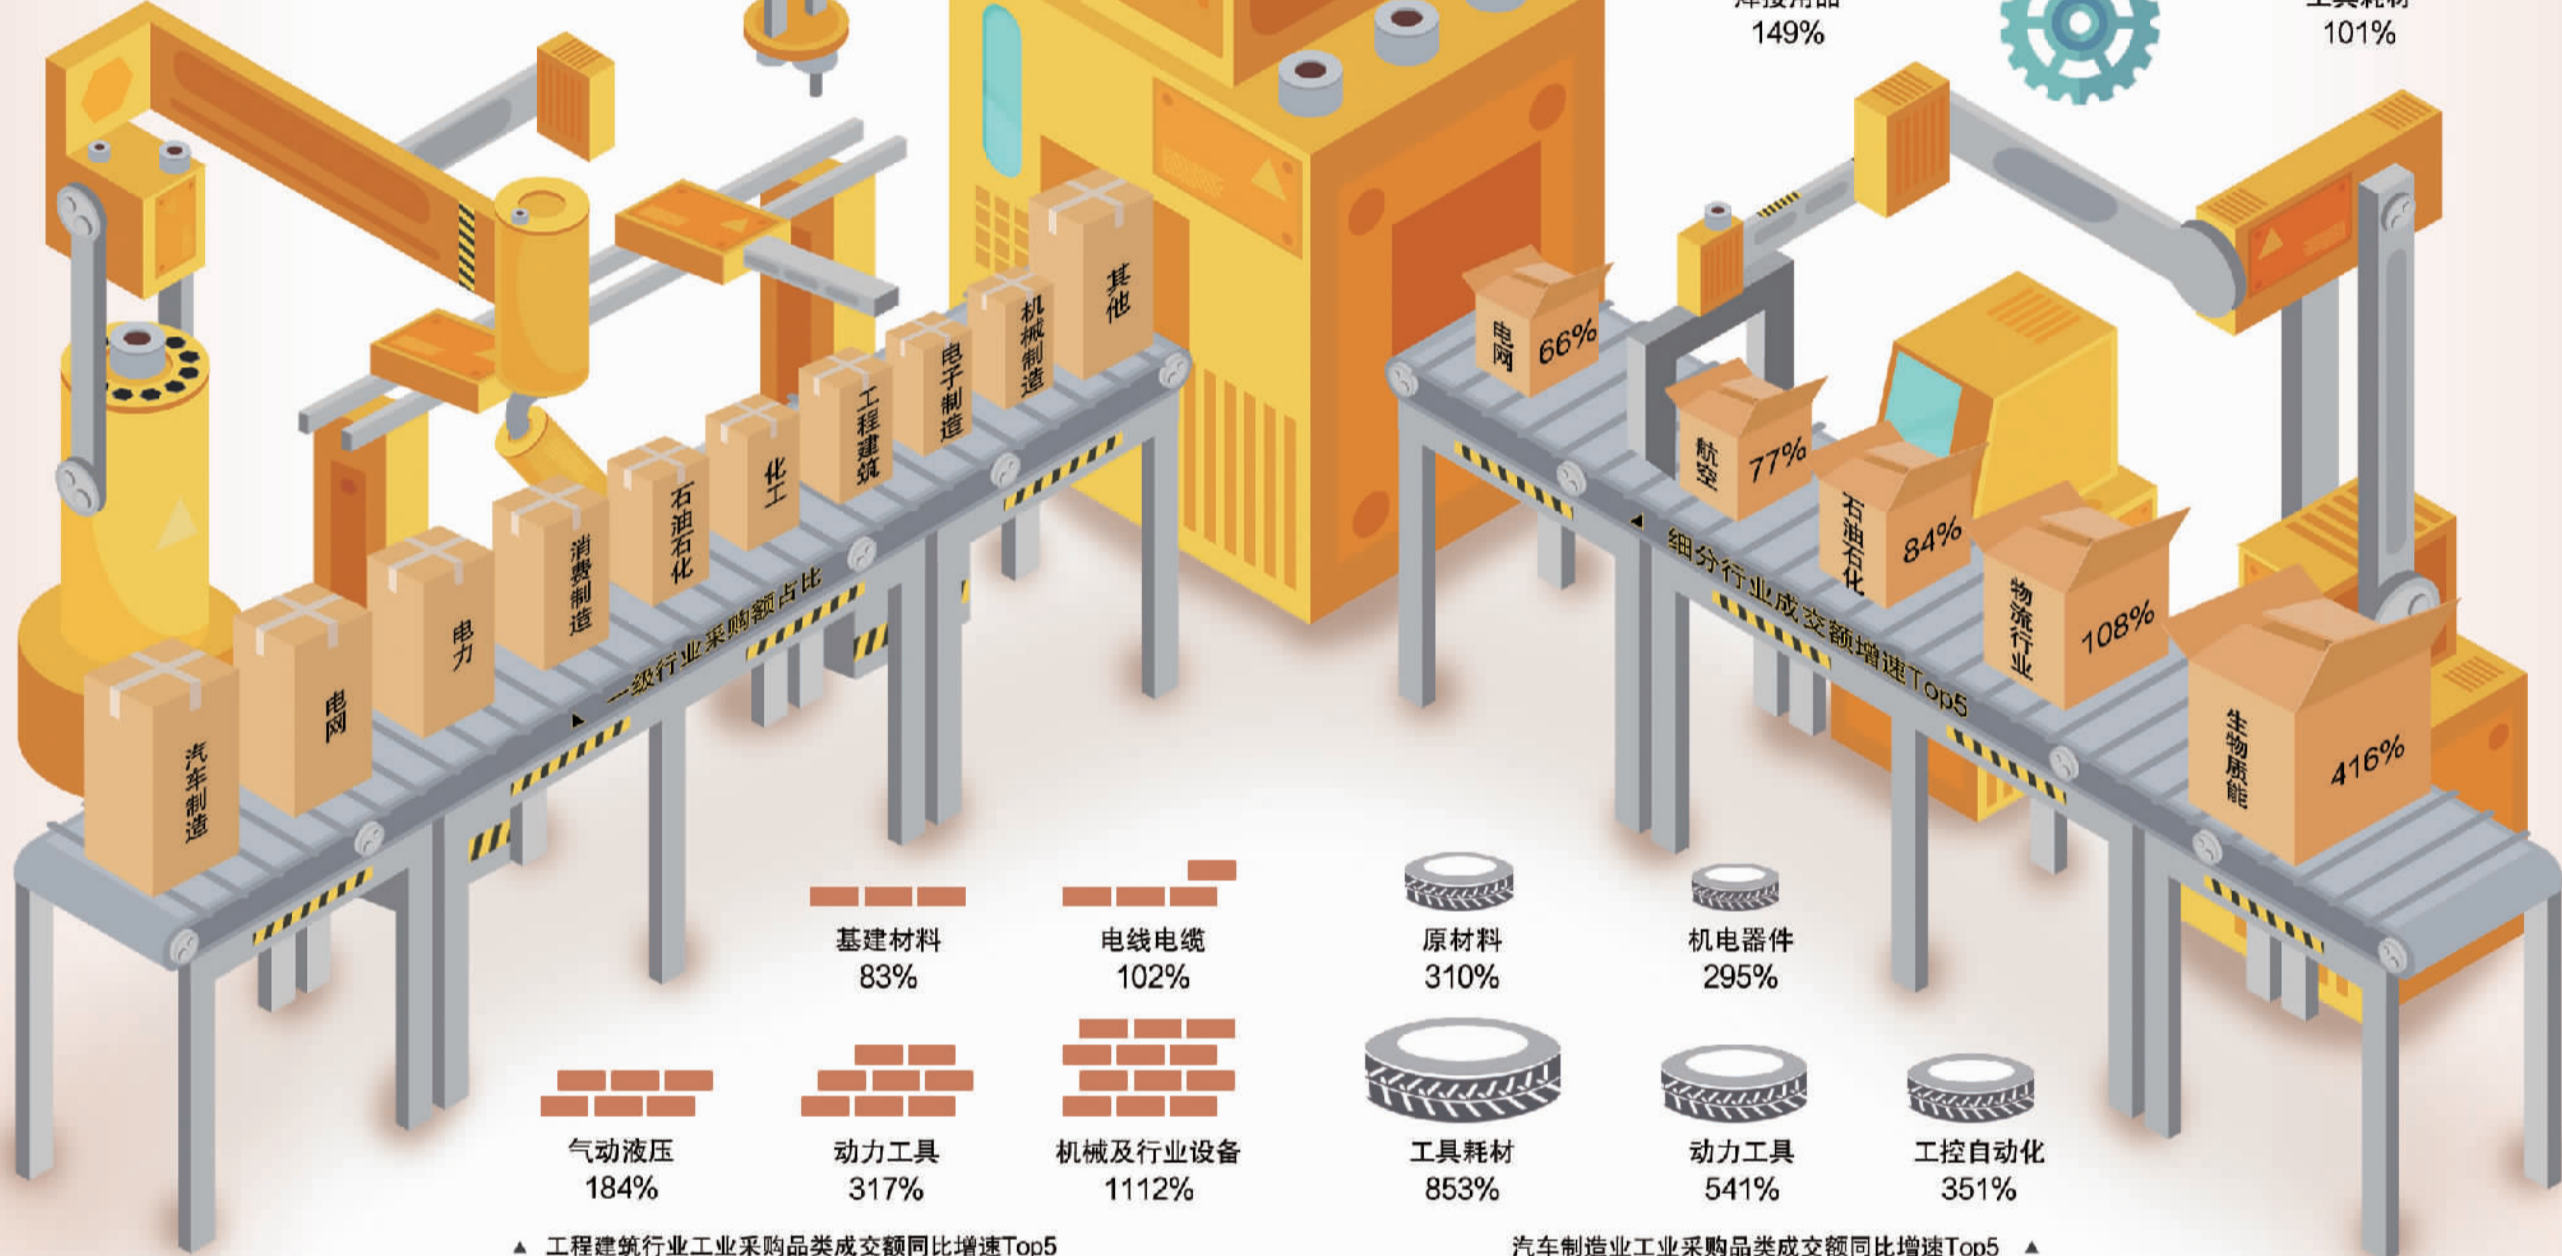 149%
101%
其他
机械制造
电子制造
工程建筑
化工
石油石化
消费制造
电力
电网
汽车制造
▲ 一级行业采购额占比
电网 66%
航空 77%
石油石化 84%
物流行业 108%
生物质能 416%
▲ 细分行业成交额增速Top5
基建材料
83%
电线电缆
102%
气动液压
184%
动力工具
317%
机械及行业设备
1112%
▲ 工程建筑行业工业采购品类成交额同比增速Top5
原材料
310%
机电器件
295%
工具耗材
853%
动力工具
541%
工控自动化
351%
汽车制造业工业采购品类成交额同比增速Top5 ▲